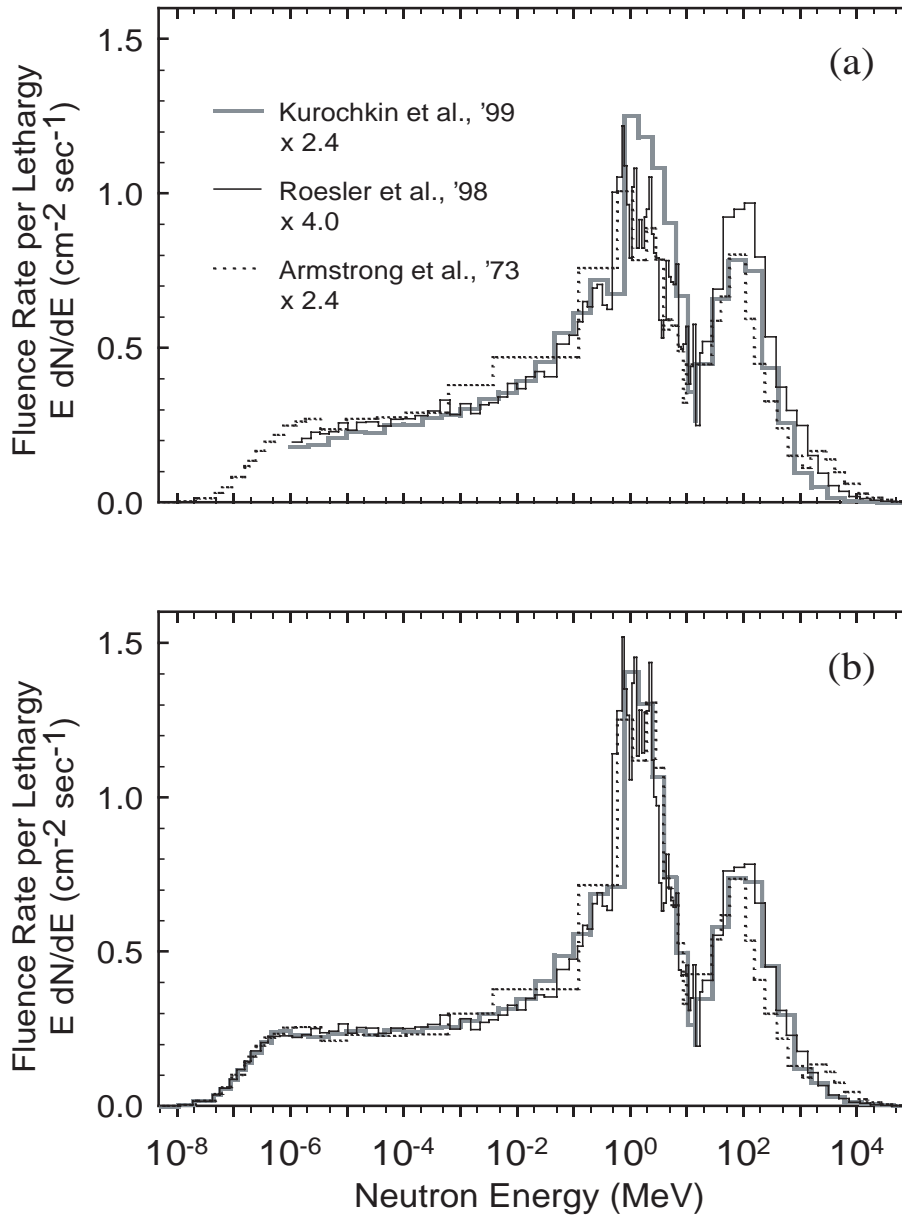 1.5
1.0
0.5
0.0
Fluence Rate per Lethargy
E dN/dE (cm⁻² sec⁻¹)
(a)
Kurochkin et al., '99
x 2.4
Roesler et al., '98
x 4.0
Armstrong et al., '73
x 2.4
1.5
1.0
0.5
0.0
Fluence Rate per Lethargy
E dN/dE (cm⁻² sec⁻¹)
(b)
10⁻⁸ 10⁻⁶ 10⁻⁴ 10⁻² 10⁰ 10² 10⁴
Neutron Energy (MeV)